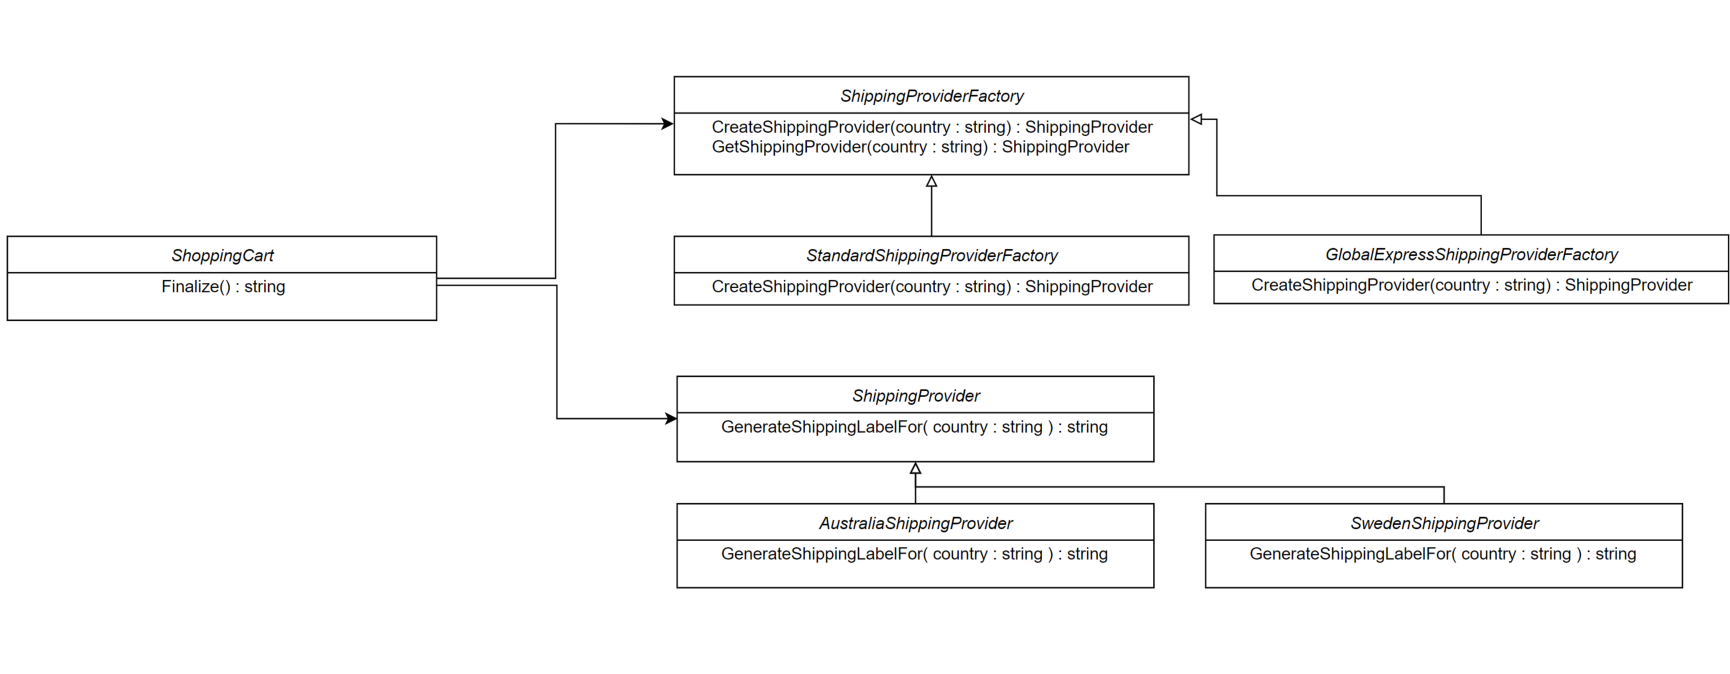 ShippingProviderFactory
CreateShippingProvider(country : string) : ShippingProvider
GetShippingProvider(country : string) : ShippingProvider
ShoppingCart
Finalize() : string
StandardShippingProviderFactory
CreateShippingProvider(country : string) : ShippingProvider
GlobalExpressShippingProviderFactory
CreateShippingProvider(country : string) : ShippingProvider
ShippingProvider
GenerateShippingLabelFor( country : string ) : string
AustraliaShippingProvider
GenerateShippingLabelFor( country : string ) : string
SwedenShippingProvider
GenerateShippingLabelFor( country : string ) : string